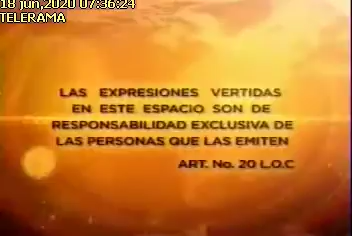 18 jun,2020 07:36:24
TELERAMA
LAS EXPRESIONES VERTIDAS
EN ESTE ESPACIO SON DE
RESPONSABILIDAD EXCLUSIVA DE
LAS PERSONAS QUE LAS EMITEN
ART. No. 20 L.O.C